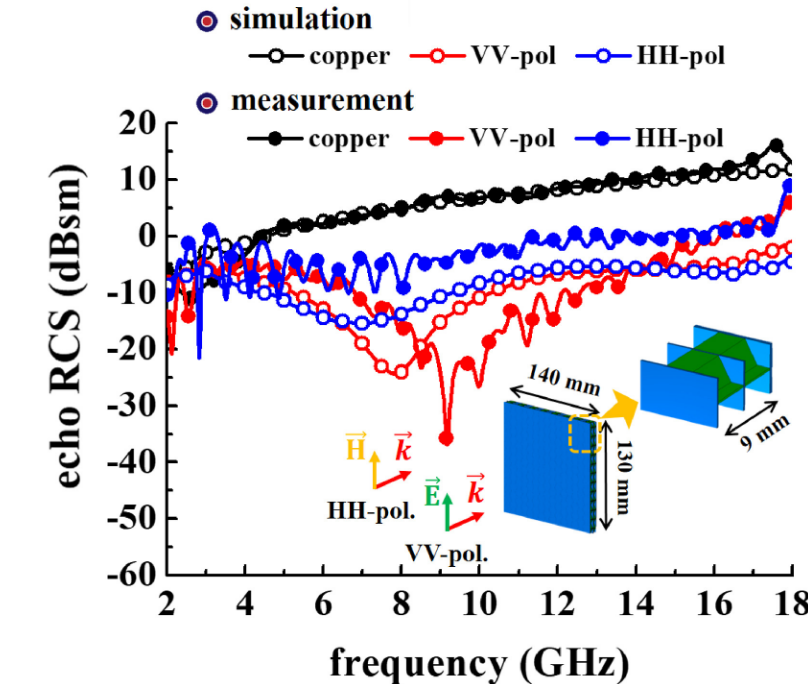 simulation
copper VV-pol HH-pol
measurement
copper VV-pol HH-pol
echo RCS (dBsm)
20
10
0
-10
-20
-30
-40
-50
-60
2 4 6 8 10 12 14 16 18
frequency (GHz)
H k
HH-pol.
E k
VV-pol.
140 mm
130 mm
9 mm